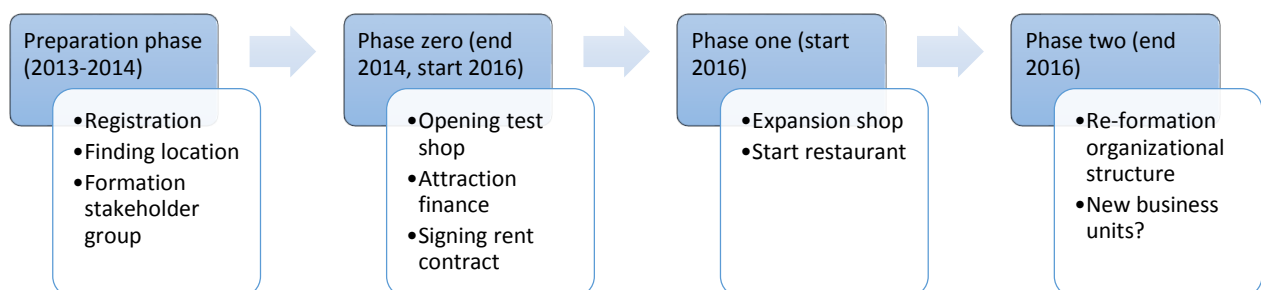 Preparation phase
(2013-2014)
•Registration
•Finding location
•Formation
stakeholder
group
Phase zero (end
2014, start 2016)
•Opening test
shop
•Attraction
finance
•Signing rent
contract
Phase one (start
2016)
•Expansion shop
•Start restaurant
Phase two (end
2016)
•Re-formation
organizational
structure
•New business
units?